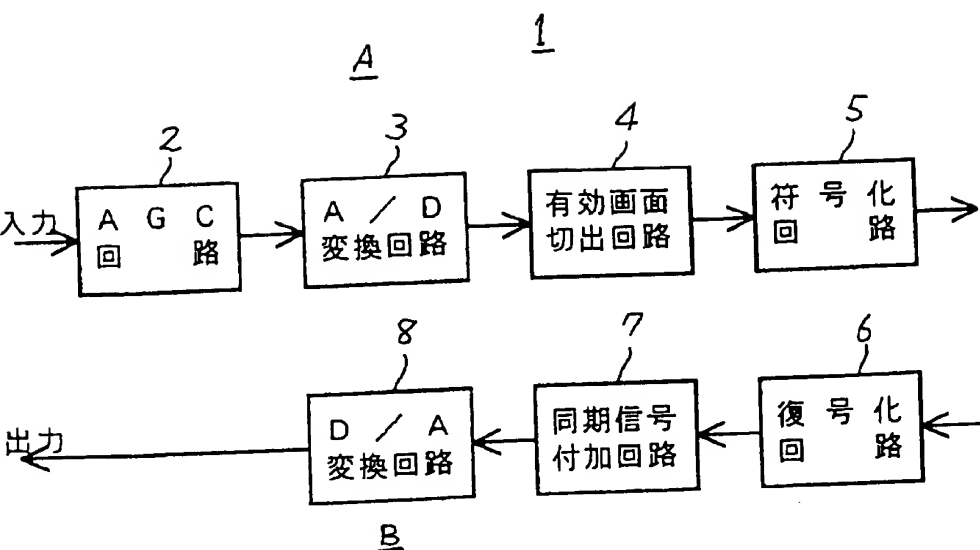 1
A
2
3
4
5
入力
A G C
回 路
A / D
変換回路
有効画面
切出回路
符 号 化
回 路
8
7
6
出力
D / A
変換回路
同期信号
付加回路
復 号 化
回 路
B